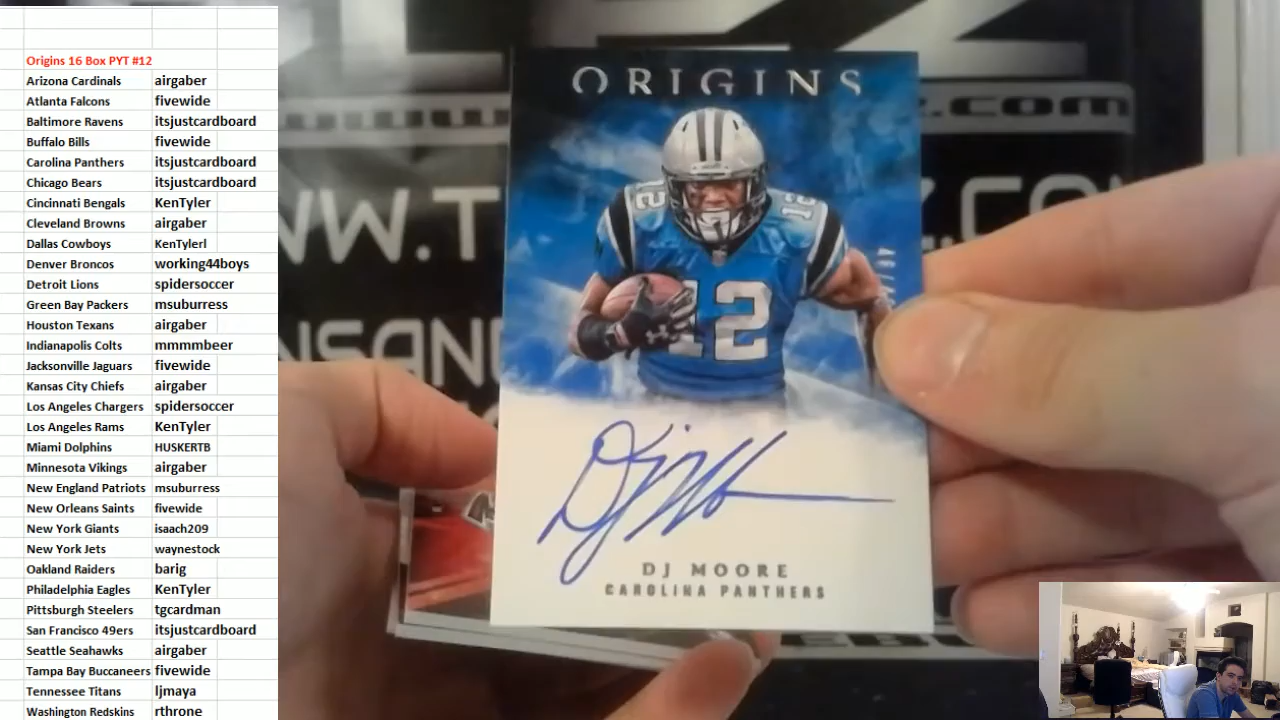 Origins 16 Box PYT #12
Arizona Cardinals airgaber
Atlanta Falcons fivewide
Baltimore Ravens itsjustcardboard
Buffalo Bills fivewide
Carolina Panthers itsjustcardboard
Chicago Bears itsjustcardboard
Cincinnati Bengals KenTyler
Cleveland Browns airgaber
Dallas Cowboys KenTylerl
Denver Broncos working44boys
Detroit Lions spidersoccer
Green Bay Packers msuburress
Houston Texans airgaber
Indianapolis Colts mmmmbeer
Jacksonville Jaguars fivewide
Kansas City Chiefs airgaber
Los Angeles Chargers spidersoccer
Los Angeles Rams KenTyler
Miami Dolphins HUSKERTB
Minnesota Vikings airgaber
New England Patriots msuburress
New Orleans Saints fivewide
New York Giants isaach209
New York Jets waynestock
Oakland Raiders barig
Philadelphia Eagles KenTyler
Pittsburgh Steelers tgcardman
San Francisco 49ers itsjustcardboard
Seattle Seahawks airgaber
Tampa Bay Buccaneers fivewide
Tennessee Titans ljmaya
Washington Redskins rthrone
ORIGINS
12
12
12
DJ MOORE
CAROLINA PANTHERS